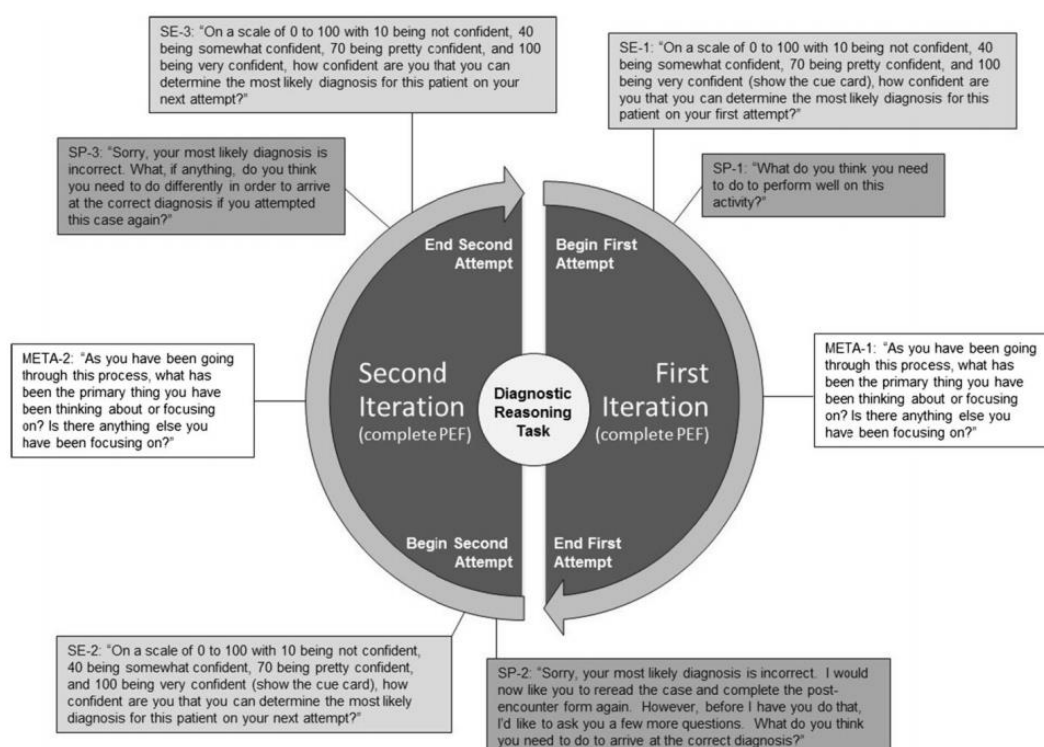 SE-3: “On a scale of 0 to 100 with 10 being not confident, 40
being somewhat confident, 70 being pretty confident, and 100
being very confident, how confident are you that you can
determine the most likely diagnosis for this patient on your
next attempt?”
SE-1: “On a scale of 0 to 100 with 10 being not confident, 40
being somewhat confident, 70 being pretty confident, and 100
being very confident (show the cue card), how confident are
you that you can determine the most likely diagnosis for this
patient on your first attempt?”
SP-3: “Sorry, your most likely diagnosis is
incorrect. What, if anything, do you think
you need to do differently in order to arrive
at the correct diagnosis if you attempted
this case again?”
SP-1: “What do you think you need
to do to perform well on this
activity?”
End Second
Attempt
Begin First
Attempt
META-2: “As you have been going
through this process, what has
been the primary thing you have
been thinking about or focusing
on? Is there anything else you
have been focusing on?”
Second
Iteration
(complete PEF)
Diagnostic
Reasoning
Task
First
Iteration
(complete PEF)
META-1: “As you have been going
through this process, what has
been the primary thing you have
been thinking about or focusing
on? Is there anything else you
have been focusing on?”
Begin Second
Attempt
End First
Attempt
SE-2: “On a scale of 0 to 100 with 10 being not confident,
40 being somewhat confident, 70 being pretty confident,
and 100 being very confident (show the cue card), how
confident are you that you can determine the most likely
diagnosis for this patient on your next attempt?”
SP-2: “Sorry, your most likely diagnosis is incorrect. I would
now like you to reread the case and complete the post-
encounter form again. However, before I have you do that,
I’d like to ask you a few more questions. What do you think
you need to do to arrive at the correct diagnosis?”